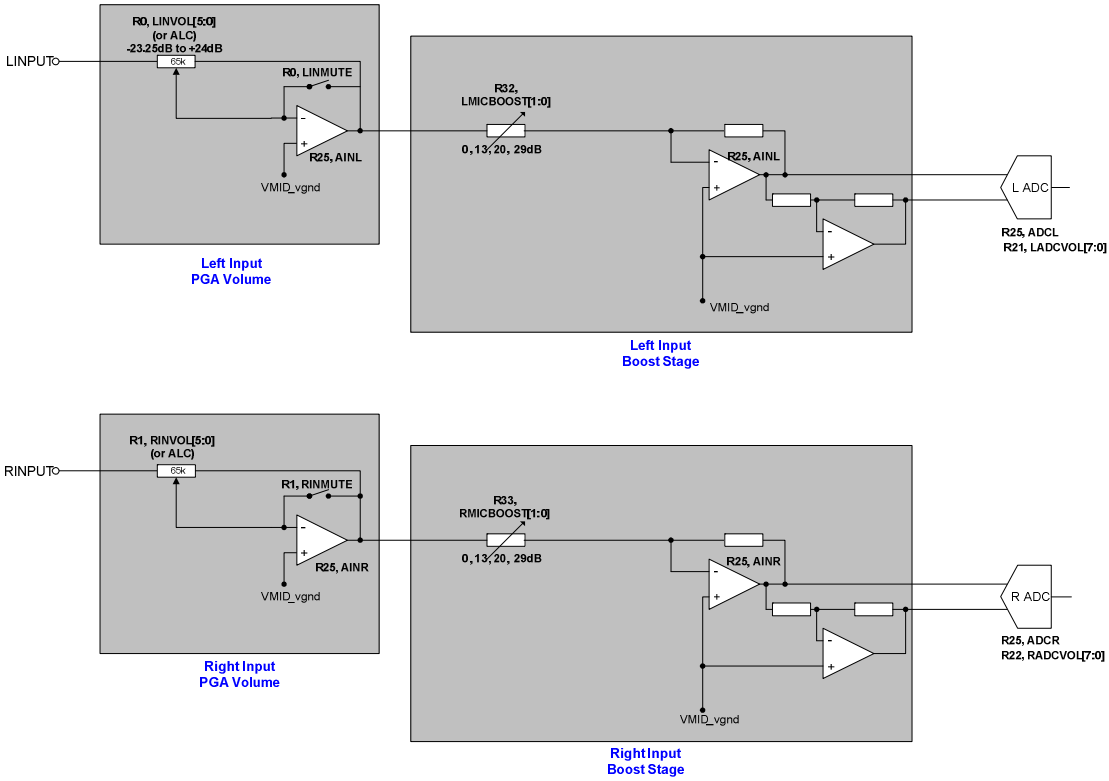 R0, LINVOL[5:0]
(or ALC)
-23.25dB to +24dB
LINPUT
65k
R0, LINMUTE
-
+
R25, AINL
VMID_vgnd
Left Input
PGA Volume
R32,
LMICBOOST[1:0]
0, 13, 20, 29dB
R25, AINL
-
+
-
+
VMID_vgnd
Left Input
Boost Stage
L ADC
R25, ADCL
R21, LADCVOL[7:0]
R1, RINVOL[5:0]
(or ALC)
RINPUT
65k
R1, RINMUTE
-
+
R25, AINR
VMID_vgnd
Right Input
PGA Volume
R33,
RMICBOOST[1:0]
0, 13, 20, 29dB
R25, AINR
-
+
-
+
VMID_vgnd
Right Input
Boost Stage
R ADC
R25, ADCR
R22, RADCVOL[7:0]